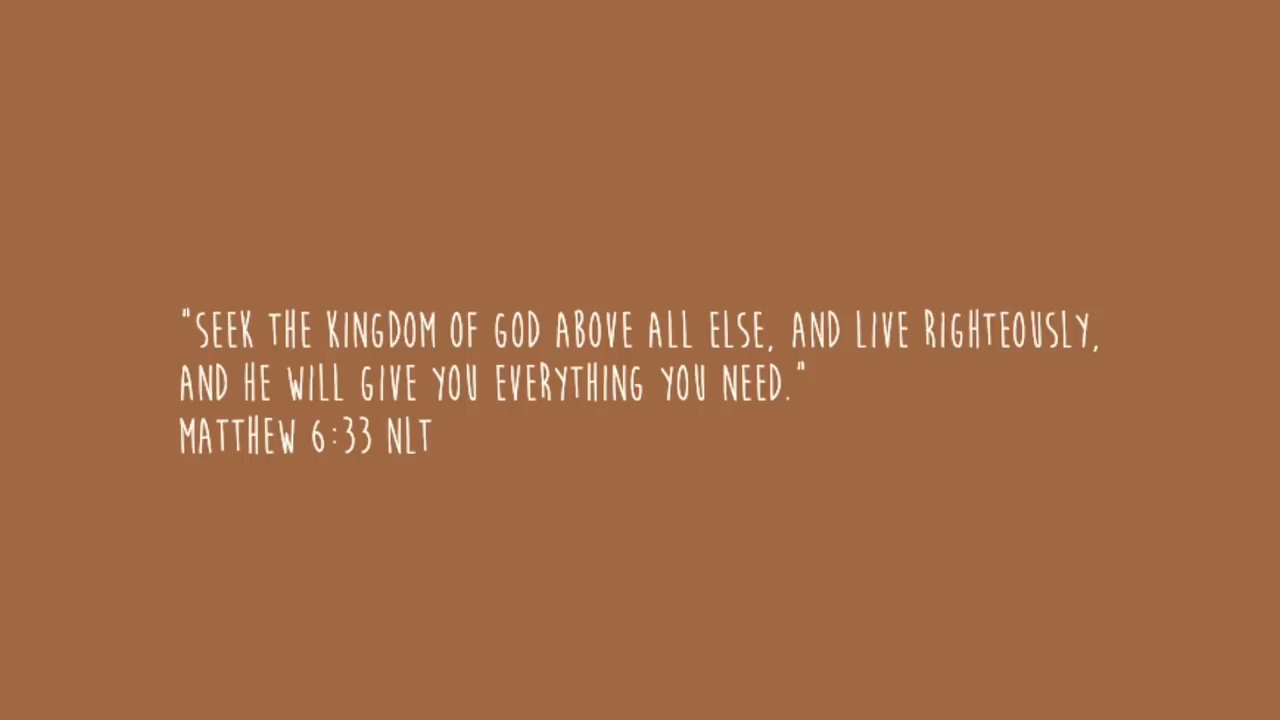 "SEEK THE KINGDOM OF GOD ABOVE ALL ELSE, AND LIVE RIGHTEOUSLY,
AND HE WILL GIVE YOU EVERYTHING YOU NEED."
MATTHEW 6:33 NLT